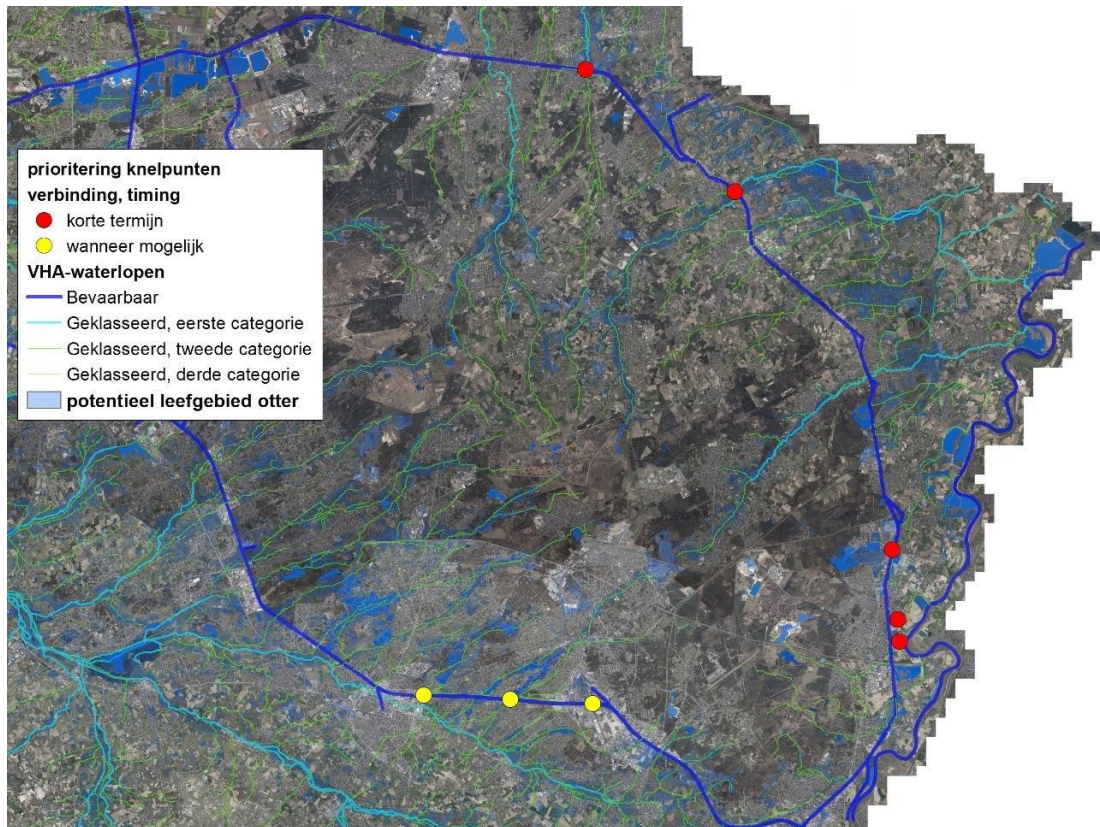 prioritering knelpunten
verbinding, timing
korte termijn
wanneer mogelijk
VHA-waterlopen
Bevaarbaar
Geklasseerd, eerste categorie
Geklasseerd, tweede categorie
Geklasseerd, derde categorie
potentieel leefgebied otter